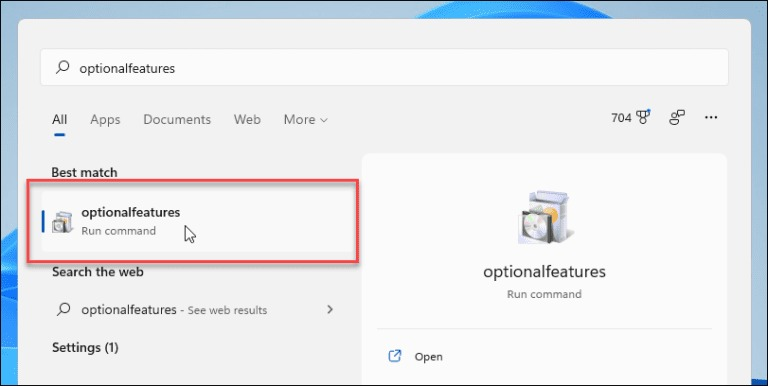 optionalfeatures
All Apps Documents Web More 704 ...
Best match
optionalfeatures
Run command
Search the web
optionalfeatures - See web results
Settings (1)
optionalfeatures
Run command
Open